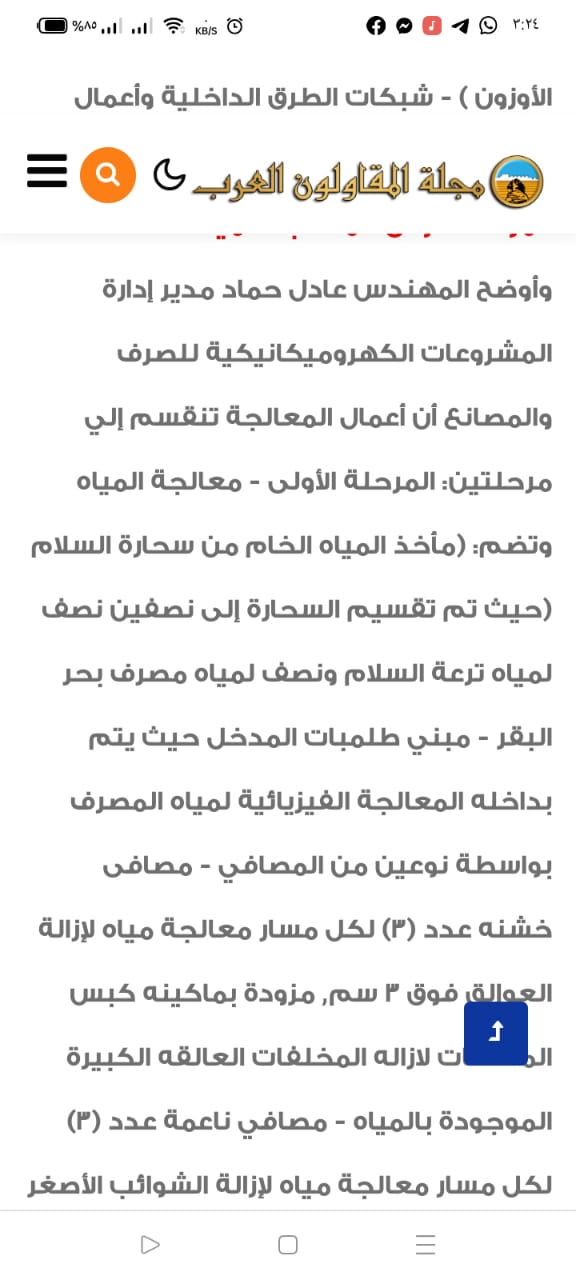 %٨٥ KB/S ٣:٢٤
الأوزون ) - شبكات الطرق الداخلية وأعمال
مجلة المقاولون العرب
وأوضح المهندس عادل حماد مدير إدارة
المشروعات الكهروميكانيكية للصرف
والمصانع أن أعمال المعالجة تنقسم إلي
مرحلتين: المرحلة الأولى - معالجة المياه
وتضم: (مأخذ المياه الخام من سحارة السلام
(حيث تم تقسيم السحارة إلى نصفين نصف
لمياه ترعة السلام ونصف لمياه مصرف بحر
البقر - مبني طلمبات المدخل حيث يتم
بداخله المعالجة الفيزيائية لمياه المصرف
بواسطة نوعين من المصافي - مصافى
خشنه عدد (٣) لكل مسار معالجة مياه لإزالة
العوالق فوق ٣ سم, مزودة بماكينه كبس
لازاله المخلفات العالقه الكبيرة
الموجودة بالمياه - مصافي ناعمة عدد (٣)
لكل مسار معالجة مياه لإزالة الشوائب الأصغر